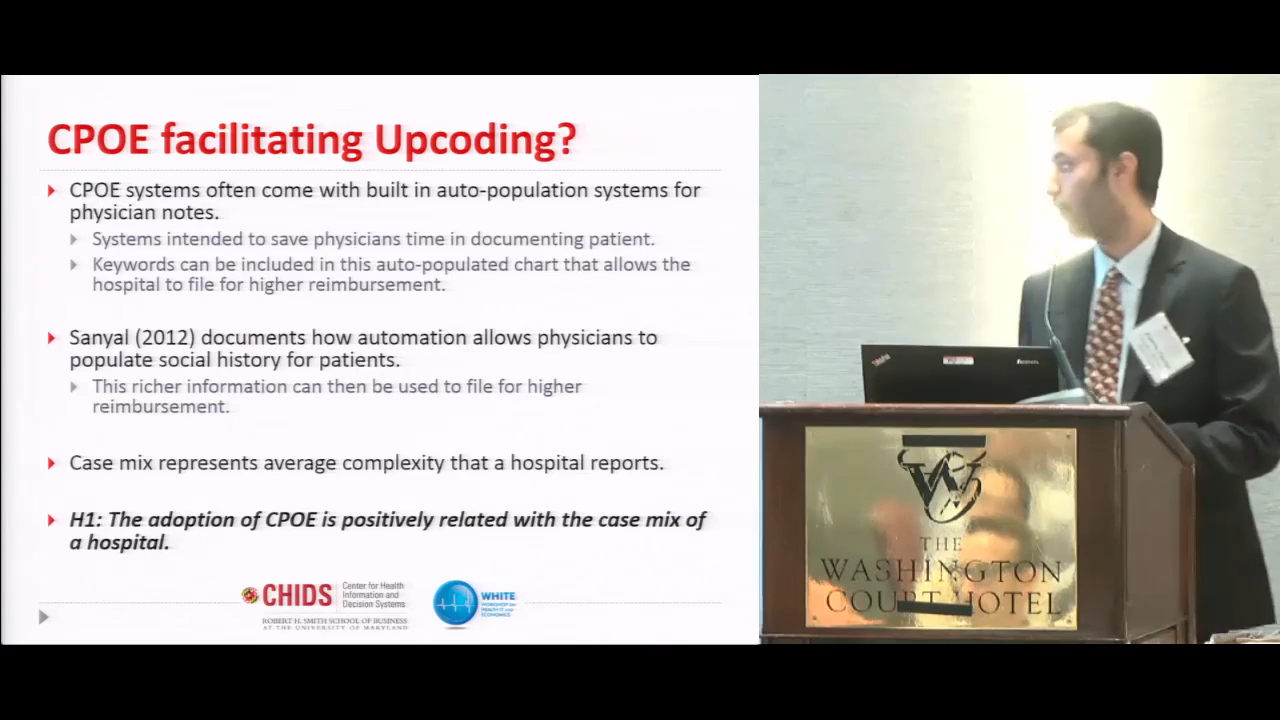 CPOE facilitating Upcoding?
CPOE systems often come with built in auto-population systems for
physician notes.
Systems intended to save physicians time in documenting patient.
Keywords can be included in this auto-populated chart that allows the
hospital to file for higher reimbursement.
Sanyal (2012) documents how automation allows physicians to
populate social history for patients.
This richer information can then be used to file for higher
reimbursement.
Case mix represents average complexity that a hospital reports.
H1: The adoption of CPOE is positively related with the case mix of
a hospital.
CHIDS
Center for Health
Information and
Decision Systems
ROBERT H. SMITH SCHOOL OF BUSINESS
AT THE UNIVERSITY OF MARYLAND
WHITE
WORKSHOP ON
HEALTH IT AND
ECONOMICS
ThinkPad
lenovo
W
THE
WASHINGTON
COURT HOTEL